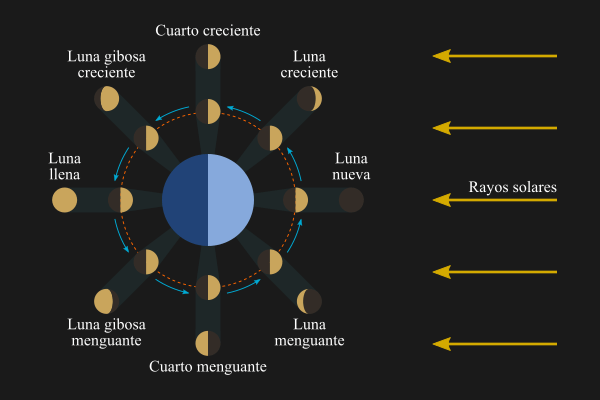 Cuarto creciente
Luna gibosa
creciente
Luna
creciente
Luna
llena
Luna
nueva
Rayos solares
Luna gibosa
menguante
Luna
menguante
Cuarto menguante